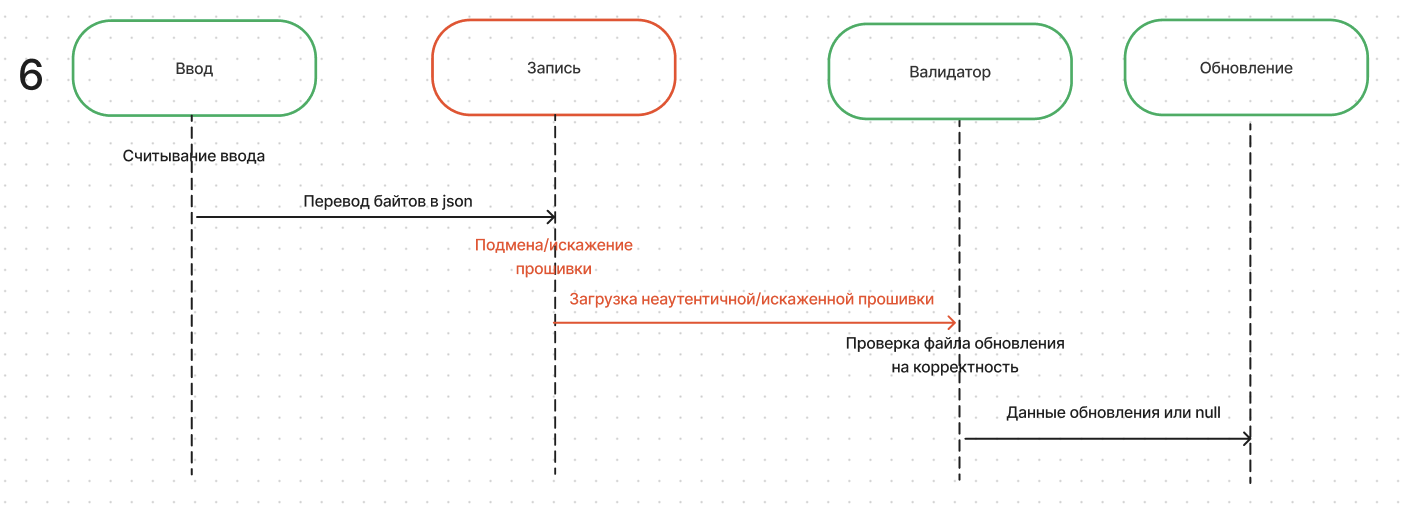 6
Ввод
Запись
Валидатор
Обновление
Считывание ввода
Перевод байтов в json
Подмена/искажение
прошивки
Загрузка неаутентичной/искаженной прошивки
Проверка файла обновления
на корректность
Данные обновления или null